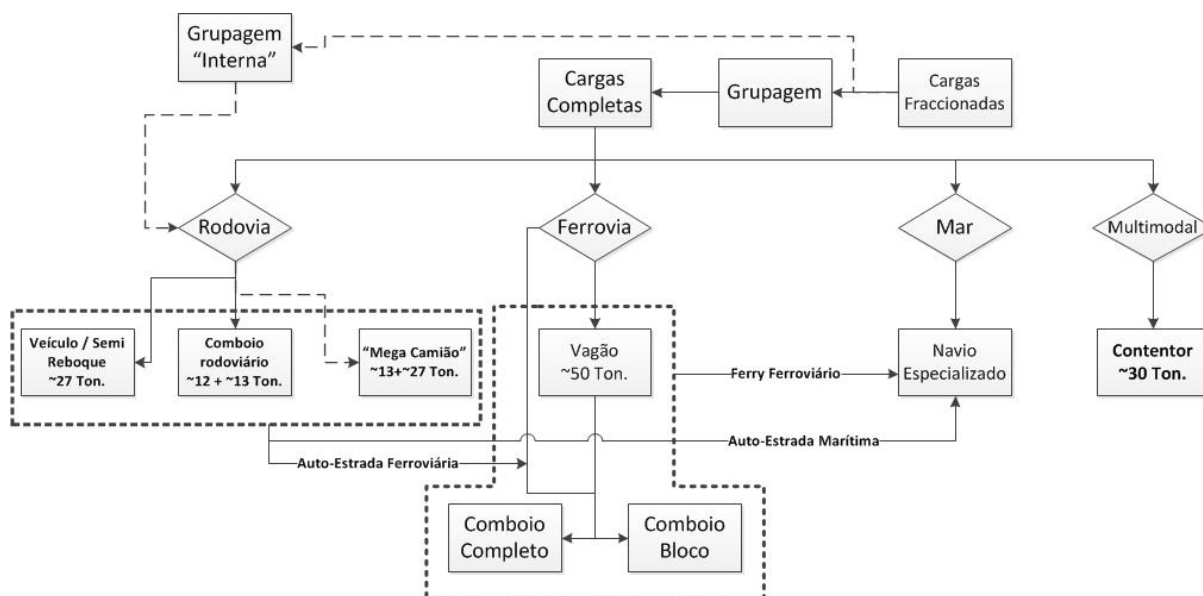 Grupagem
“Interna”
Cargas
Completas
Grupagem
Cargas
Fraccionadas
Rodovia
Ferrovia
Mar
Multimodal
Veículo / Semi
Reboque
~27 Ton.
Comboio
rodoviário
~12 + ~13 Ton.
“Mega Camião”
~13+~27 Ton.
Vagão
~50 Ton.
Ferry Ferroviário
Navio
Especializado
Contentor
~30 Ton.
Auto-Estrada Marítima
Auto-Estrada Ferroviária
Comboio
Completo
Comboio
Bloco